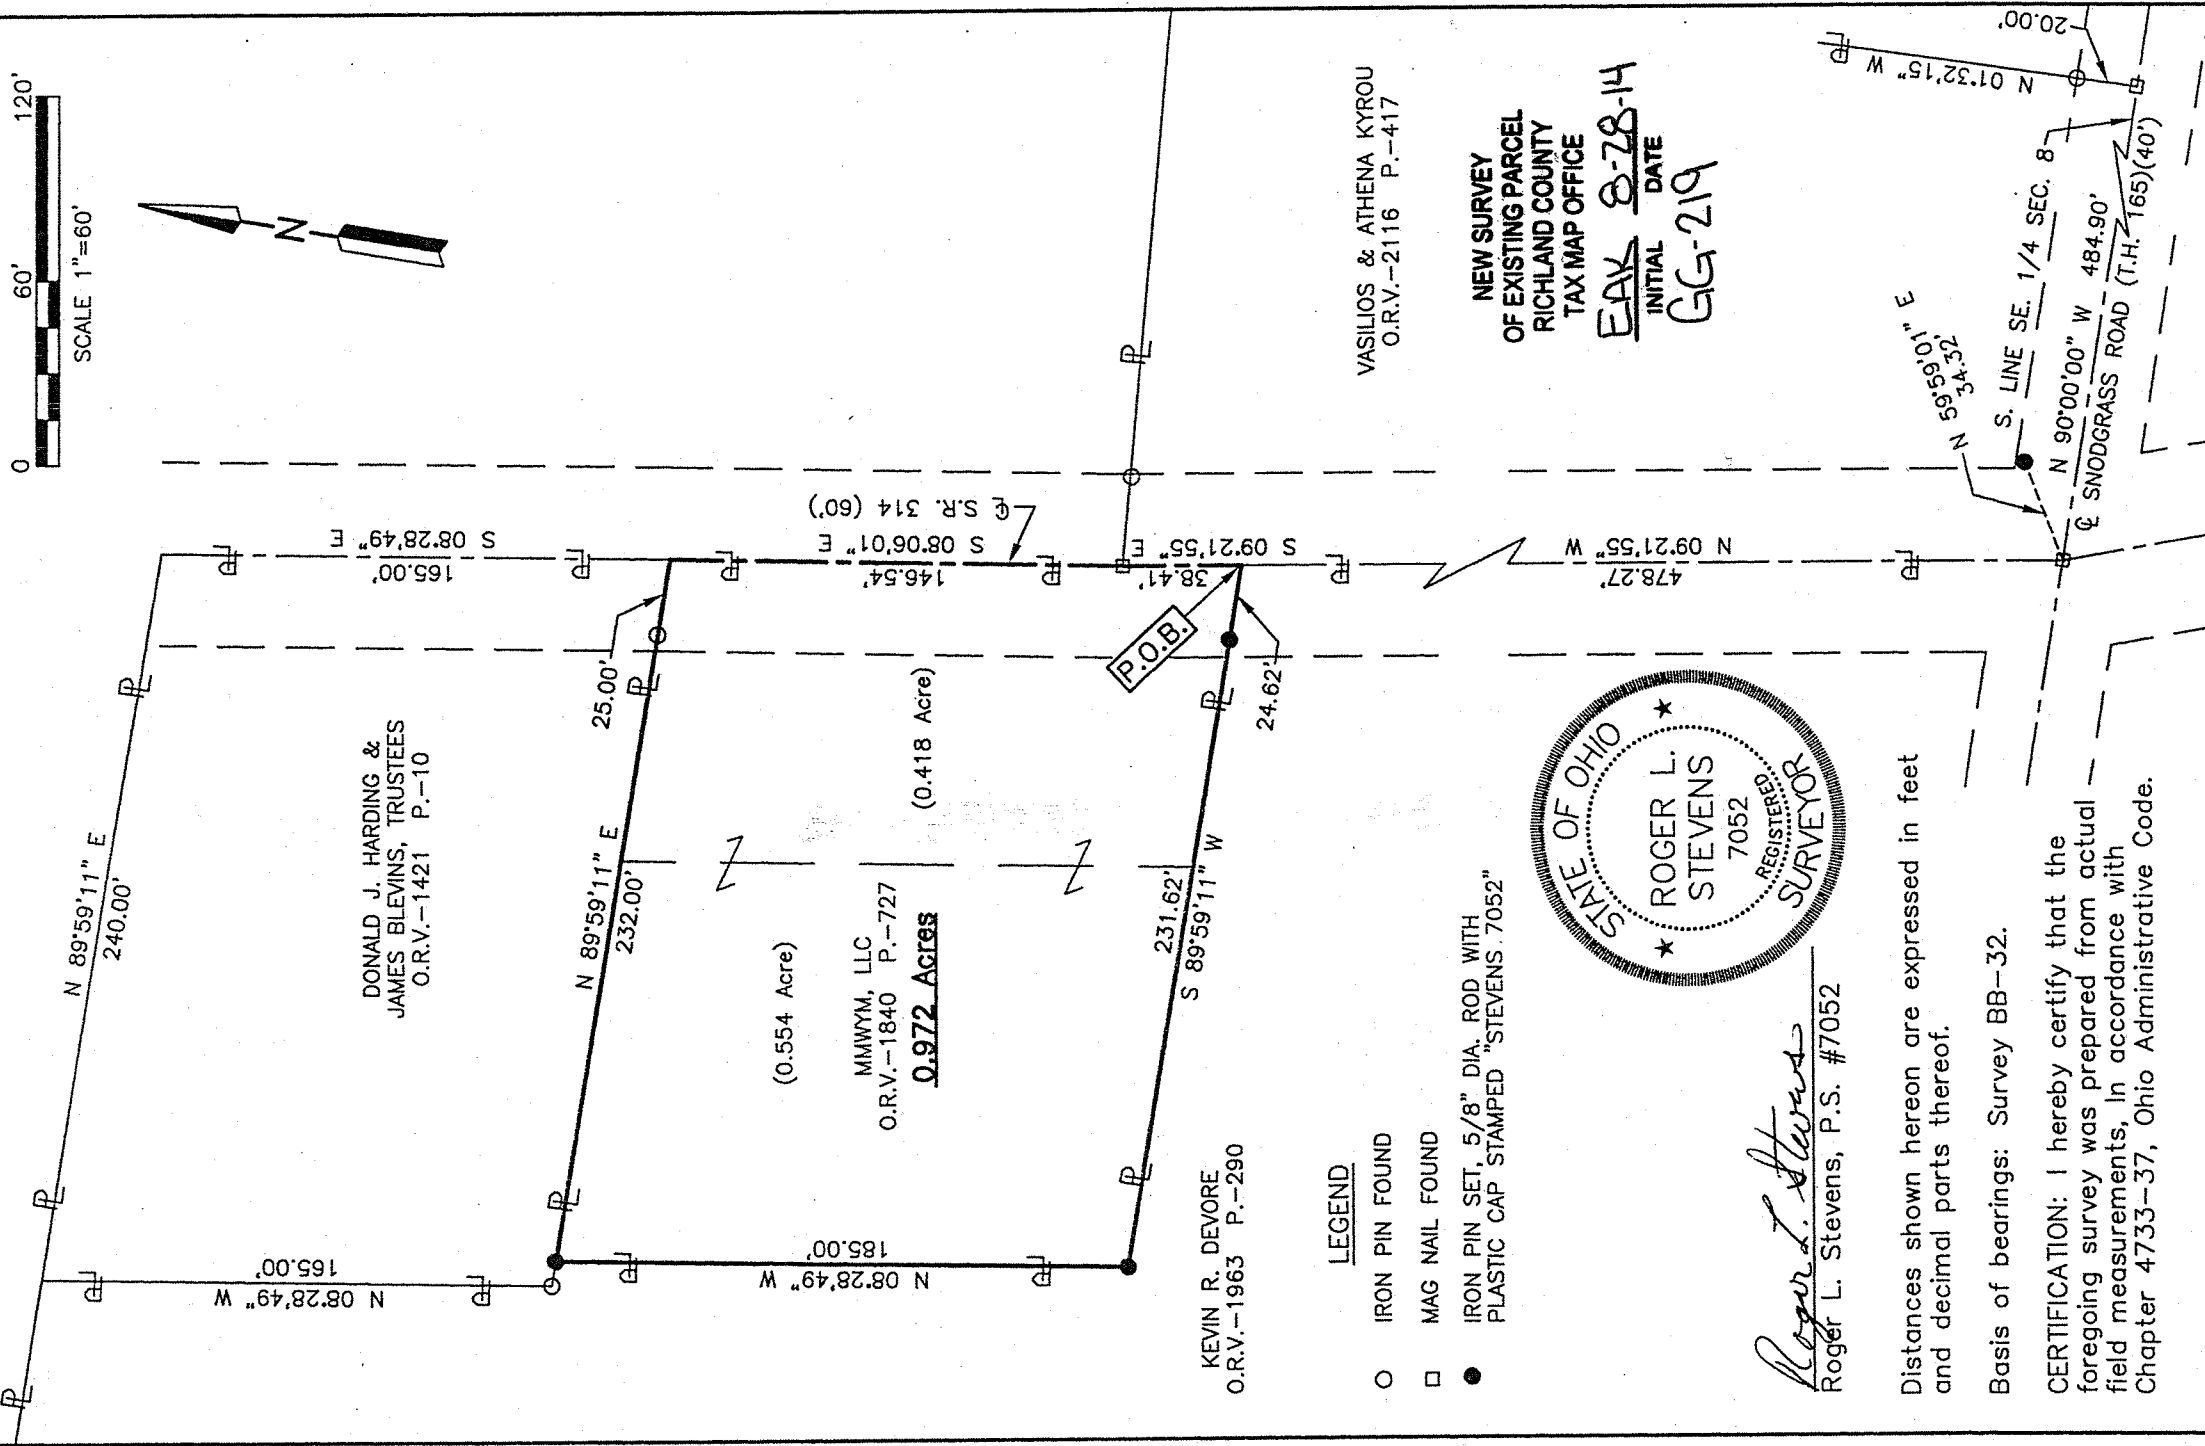 0 60' 120'
SCALE 1"=60'
N
N 89°59'11" E
240.00'
N 08°28'49" W
165.00'
S 08°28'49" E
165.00'
DONALD J. HARDING &
JAMES BLEVINS, TRUSTEES
O.R.V.-1421 P.-10
25.00'
N 89°59'11" E
232.00'
S 08°06'01" E
146.54'
℄ S.R. 314 (60')
(0.554 Acre)
(0.418 Acre)
MMWYM, LLC
O.R.V.-1840 P.-727
0.972 Acres
N 08°28'49" W
185.00'
S 09°21'55" E
38.41'
P.O.B.
231.62'
S 89°59'11" W
24.62'
VASILIOS & ATHENA KYROU
O.R.V.-2116 P.-417
KEVIN R. DEVORE
O.R.V.-1963 P.-290
NEW SURVEY
OF EXISTING PARCEL
RICHLAND COUNTY
TAX MAP OFFICE
EAK 8-28-14
INITIAL DATE
GG-219
LEGEND
IRON PIN FOUND
MAG NAIL FOUND
IRON PIN SET, 5/8" DIA. ROD WITH
PLASTIC CAP STAMPED "STEVENS 7052"
N 09°21'55" W
478.27'
N 59°59'01" E
34.32'
S. LINE SE. 1/4 SEC. 8
N 90°00'00" W 484.90'
℄ SNODGRASS ROAD (T.H. 165)(40')
N 01°32'15" W
20.00'
STATE OF OHIO
ROGER L.
STEVENS
7052
REGISTERED
SURVEYOR
Roger L. Stevens
Roger L. Stevens, P.S. #7052
Distances shown hereon are expressed in feet
and decimal parts thereof.
Basis of bearings: Survey BB-32.
CERTIFICATION: I hereby certify that the
foregoing survey was prepared from actual
field measurements, In accordance with
Chapter 4733-37, Ohio Administrative Code.